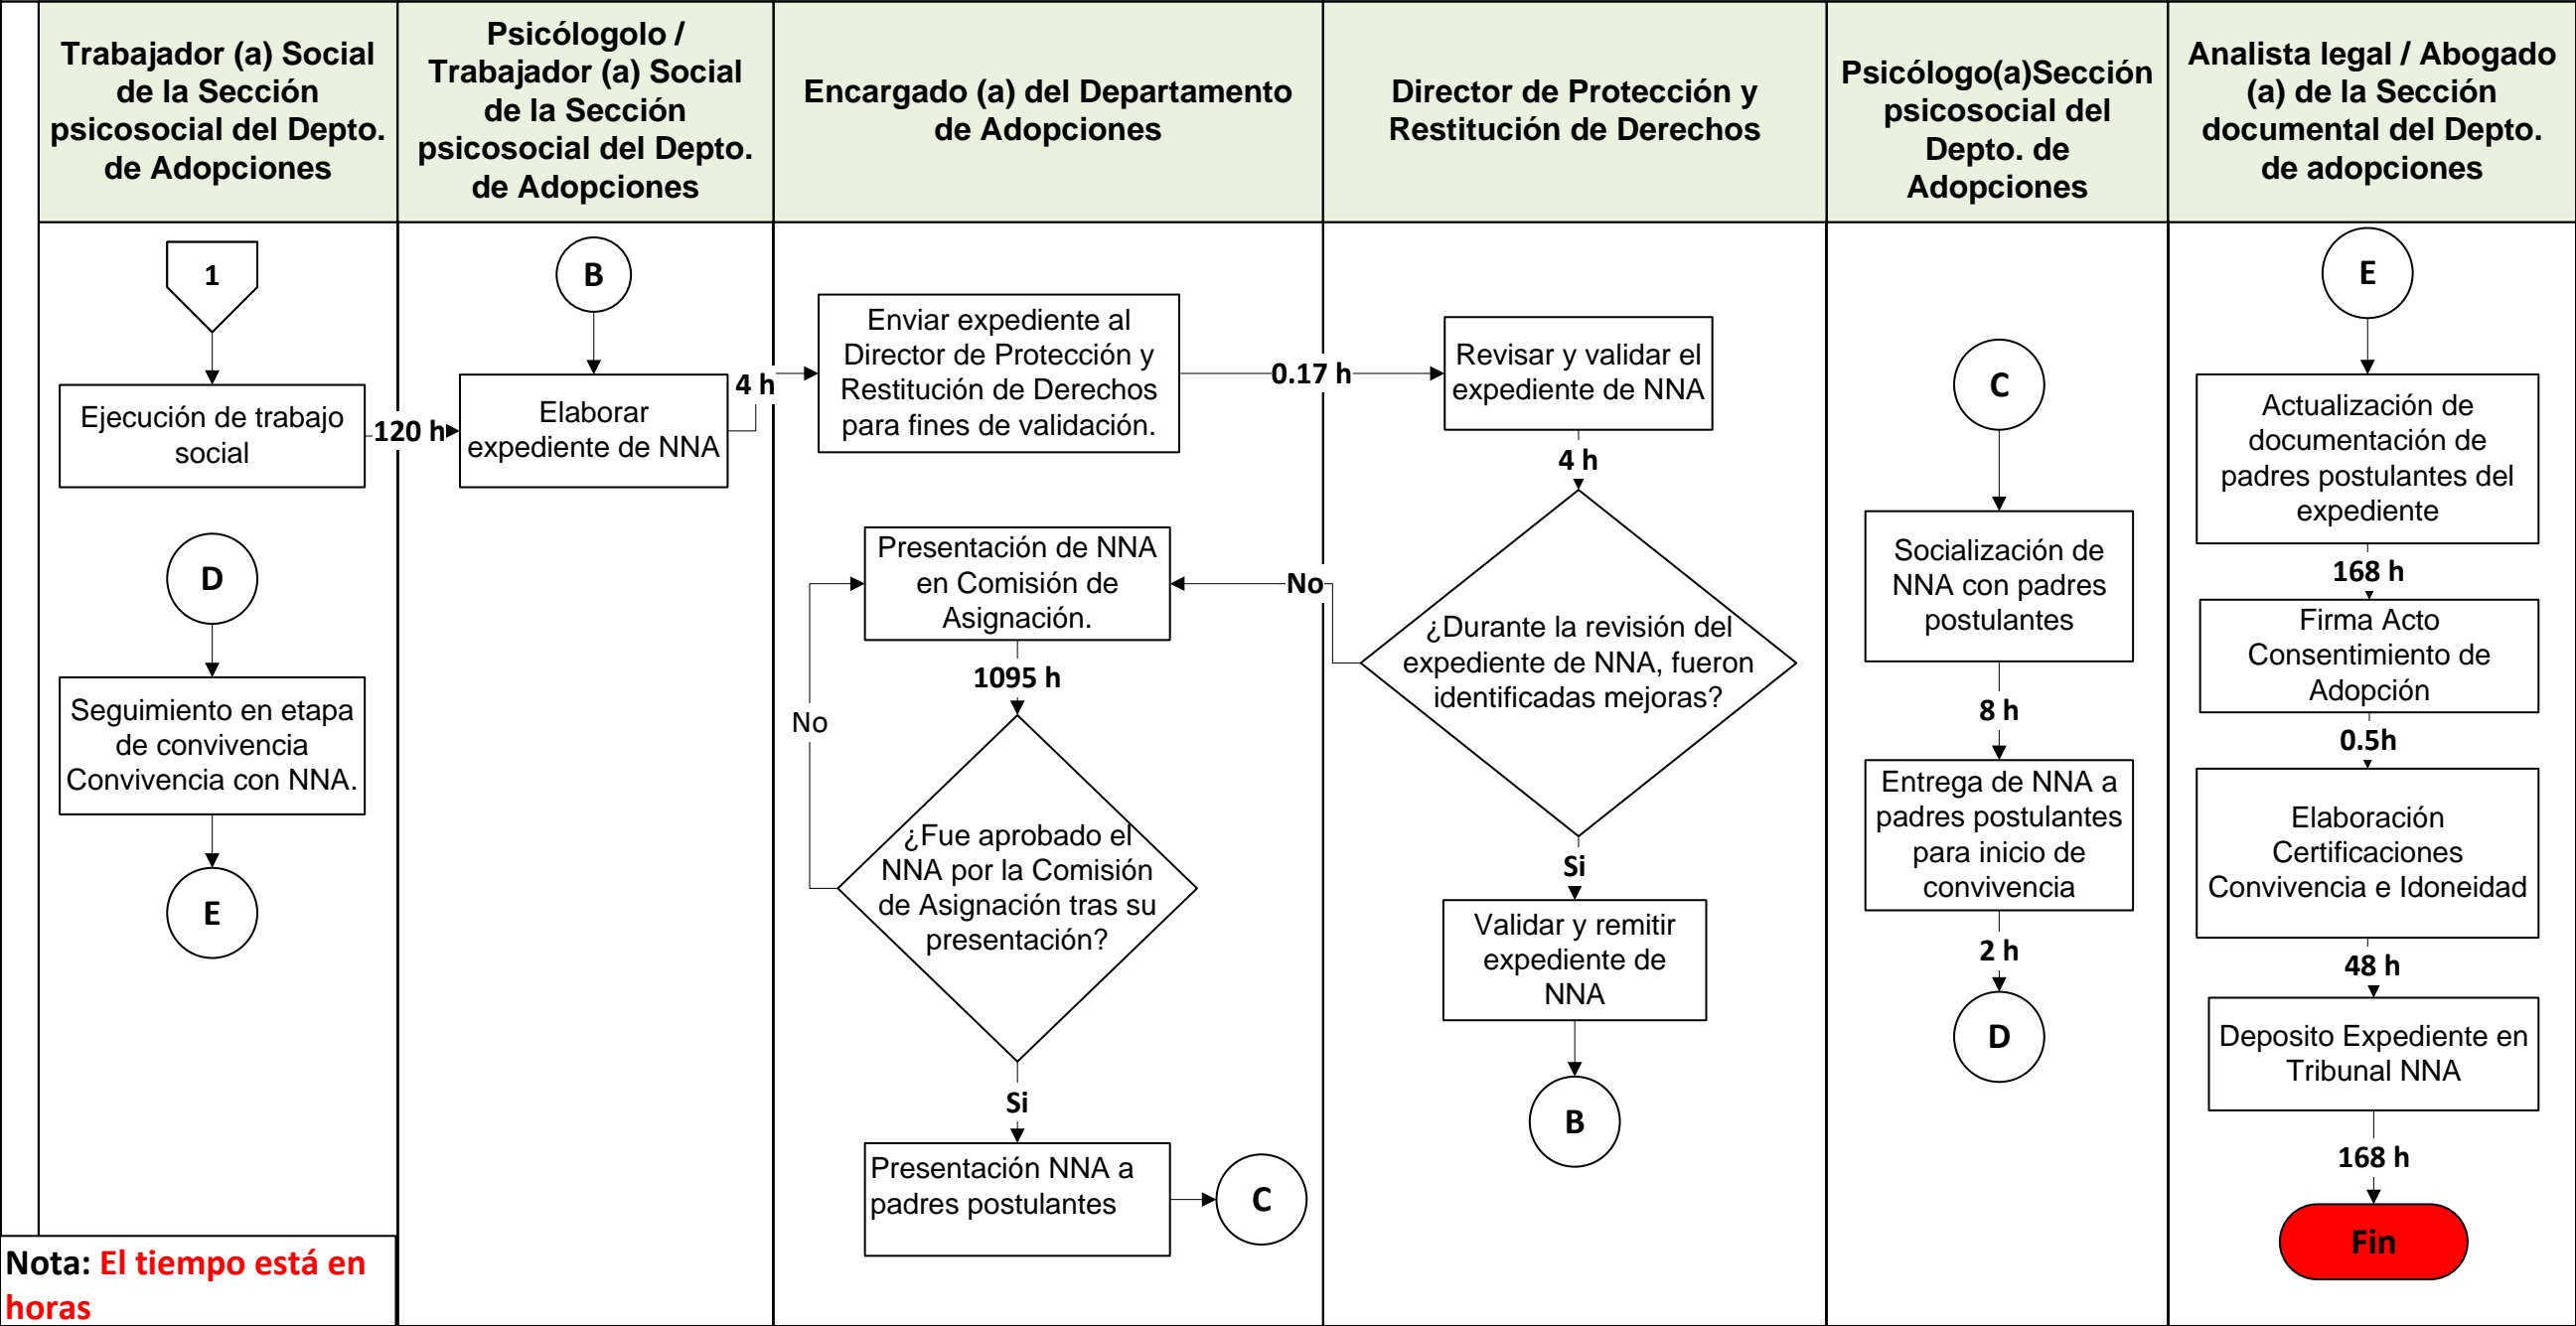 Trabajador (a) Social
de la Sección
psicosocial del Depto.
de Adopciones
Psicólogolo /
Trabajador (a) Social
de la Sección
psicosocial del Depto.
de Adopciones
Encargado (a) del Departamento
de Adopciones
Director de Protección y
Restitución de Derechos
Psicólogo(a)Sección
psicosocial del
Depto. de
Adopciones
Analista legal / Abogado
(a) de la Sección
documental del Depto.
de adopciones
1
Ejecución de trabajo
social
120 h
D
Seguimiento en etapa
de convivencia
Convivencia con NNA.
E
B
Elaborar
expediente de NNA
4 h
Enviar expediente al
Director de Protección y
Restitución de Derechos
para fines de validación.
0.17 h
Presentación de NNA
en Comisión de
Asignación.
1095 h
No
¿Fue aprobado el
NNA por la Comisión
de Asignación tras su
presentación?
Si
Presentación NNA a
padres postulantes
C
Revisar y validar el
expediente de NNA
4 h
No
¿Durante la revisión del
expediente de NNA, fueron
identificadas mejoras?
Si
Validar y remitir
expediente de
NNA
B
C
Socialización de
NNA con padres
postulantes
8 h
Entrega de NNA a
padres postulantes
para inicio de
convivencia
2 h
D
E
Actualización de
documentación de
padres postulantes del
expediente
168 h
Firma Acto
Consentimiento de
Adopción
0.5h
Elaboración
Certificaciones
Convivencia e Idoneidad
48 h
Deposito Expediente en
Tribunal NNA
168 h
Fin
Nota: El tiempo está en
horas